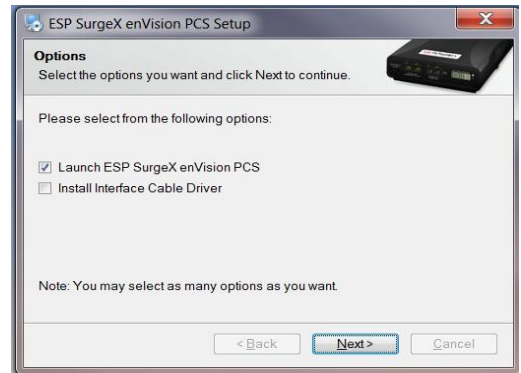 ESP SurgeX enVision PCS Setup
Options
Select the options you want and click Next to continue.
Please select from the following options:
Launch ESP SurgeX enVision PCS
Install Interface Cable Driver
Note: You may select as many options as you want.
< Back Next > Cancel